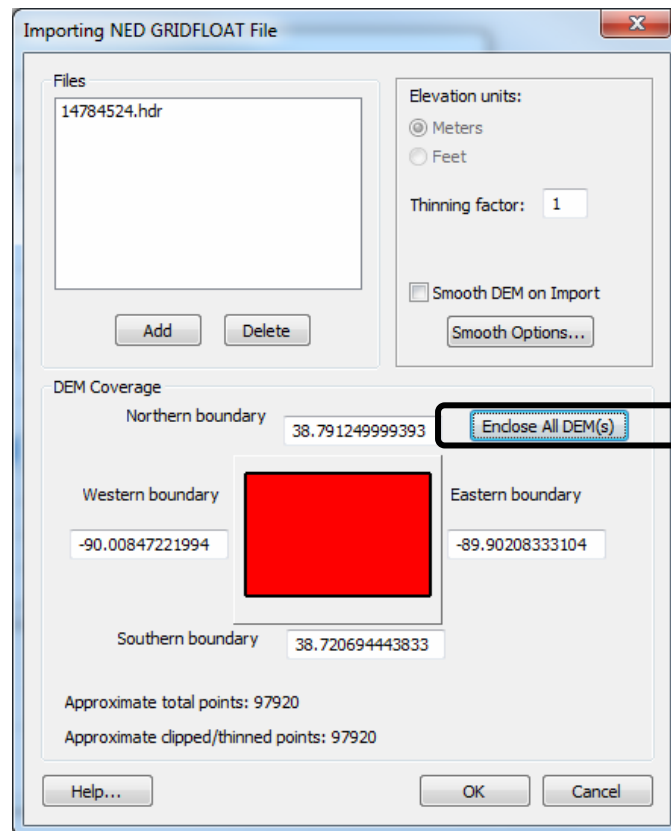 Importing NED GRIDFLOAT File
Files
14784524.hdr
Add
Delete
Elevation units:
Meters
Feet
Thinning factor: 1
Smooth DEM on Import
Smooth Options...
DEM Coverage
Northern boundary 38.791249999393
Enclose All DEM(s)
Western boundary
-90.00847221994
Eastern boundary
-89.90208333104
Southern boundary 38.720694443833
Approximate total points: 97920
Approximate clipped/thinned points: 97920
Help...
OK
Cancel